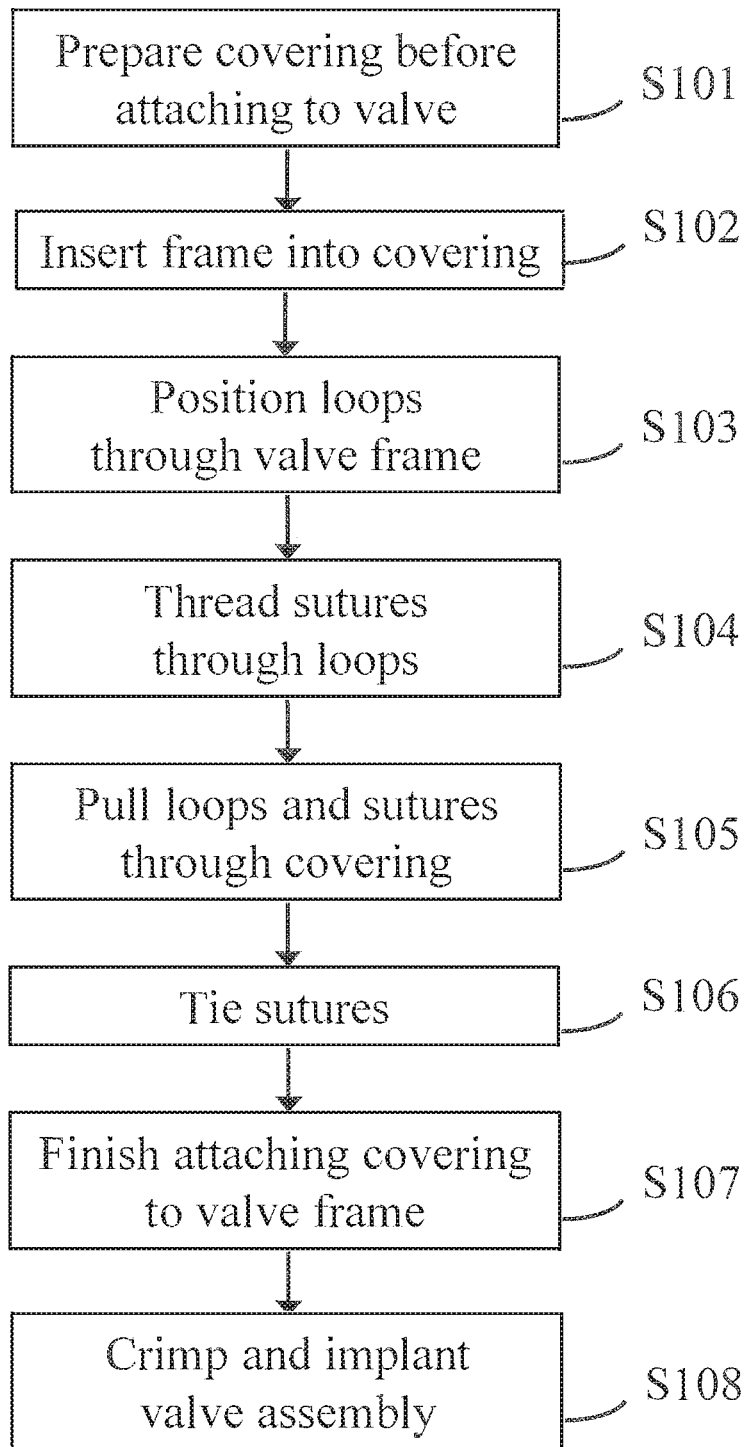 Prepare covering before
attaching to valve
S101
Insert frame into covering
S102
Position loops
through valve frame
S103
Thread sutures
through loops
S104
Pull loops and sutures
through covering
S105
Tie sutures
S106
Finish attaching covering
to valve frame
S107
Crimp and implant
valve assembly
S108